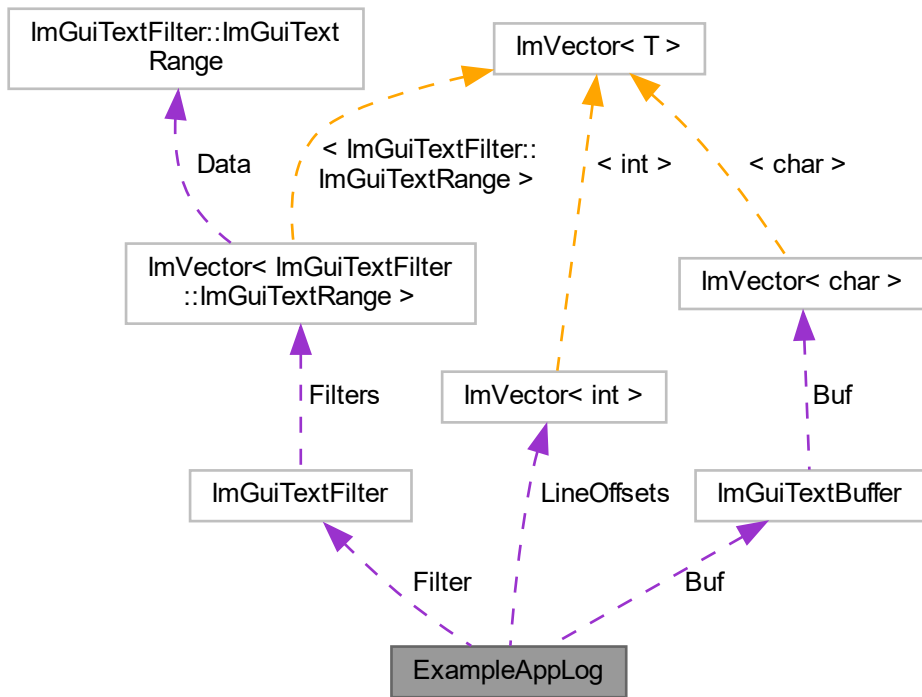 ImGuiTextFilter::ImGuiText
Range
ImVector< T >
Data
< ImGuiTextFilter::
ImGuiTextRange >
< int >
< char >
ImVector< ImGuiTextFilter
::ImGuiTextRange >
ImVector< char >
Filters
ImVector< int >
Buf
ImGuiTextFilter
LineOffsets
ImGuiTextBuffer
Filter
Buf
ExampleAppLog